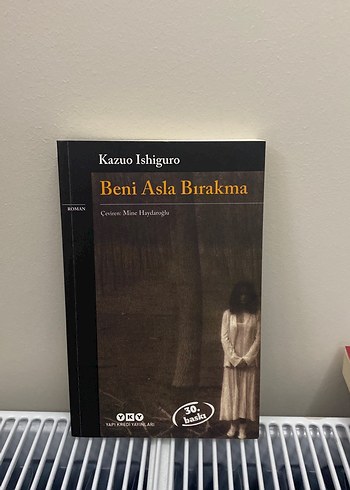 Kazuo Ishiguro
Beni Asla Bırakma
ROMAN
Çeviren: Mine Haydaroğlu
30.
baskı
YKY
YAPI KREDİ YAYINLARI